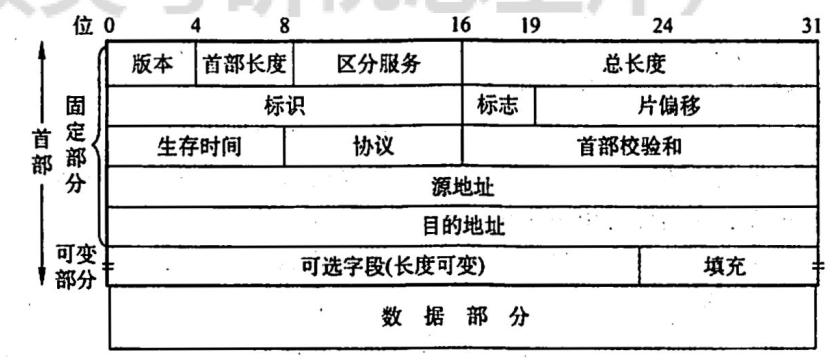 位 0 4 8 16 19 24 31
版本 首部长度 区分服务 总长度
标识 标志 片偏移
生存时间 协议 首部校验和
源地址
目的地址
可选字段(长度可变) 填充
数据部分
首部
固定部分
可变部分